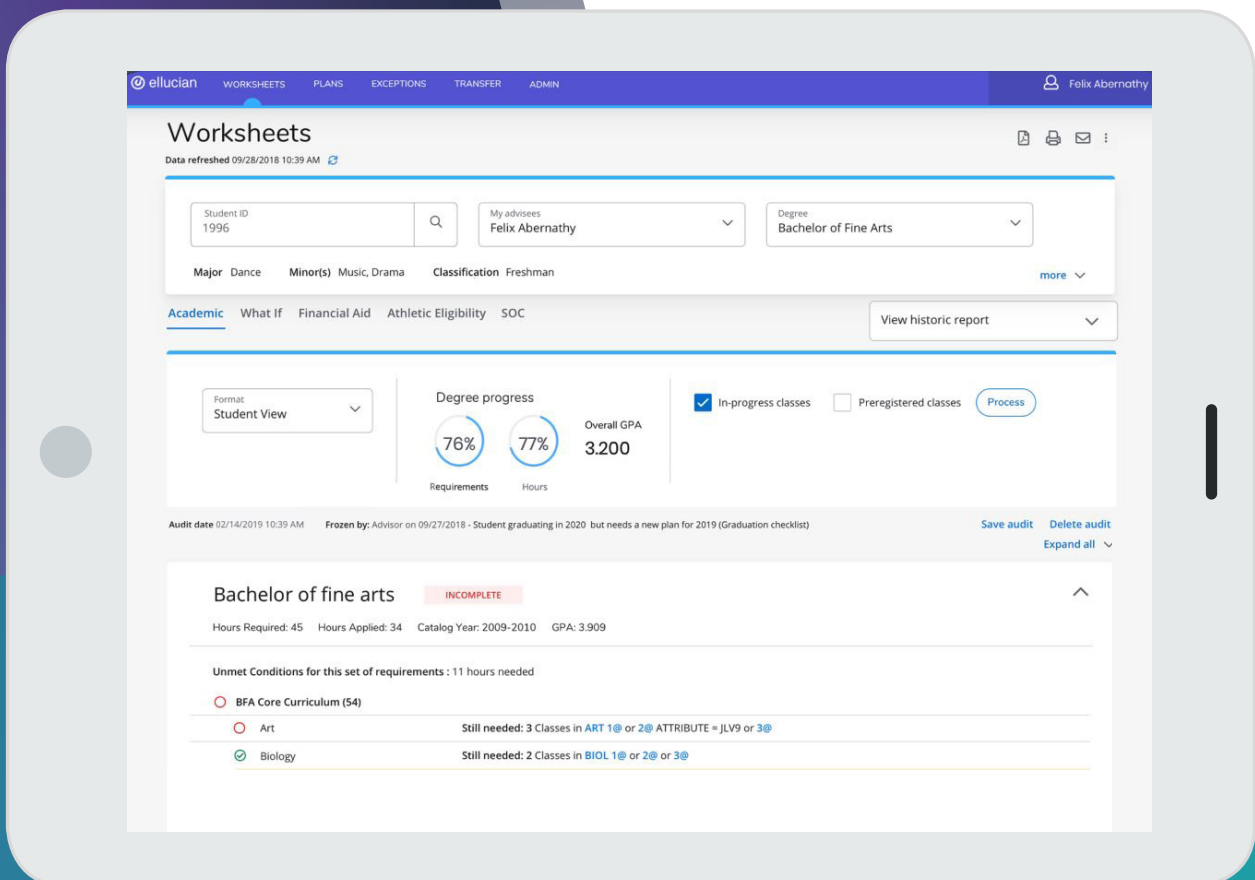 ellucian WORKSHEETS PLANS EXCEPTIONS TRANSFER ADMIN Felix Abernathy
Worksheets
Data refreshed 09/28/2018 10:39 AM
Student ID
1996
My advisees
Felix Abernathy
Degree
Bachelor of Fine Arts
Major Dance Minor(s) Music, Drama Classification Freshman more
Academic What If Financial Aid Athletic Eligibility SOC
View historic report
Format
Student View
Degree progress
76% 77%
Requirements Hours
Overall GPA
3.200
In-progress classes Preregistered classes Process
Audit date 02/14/2019 10:39 AM Frozen by: Advisor on 09/27/2018 - Student graduating in 2020 but needs a new plan for 2019 (Graduation checklist)
Save audit Delete audit
Expand all
Bachelor of fine arts INCOMPLETE
Hours Required: 45 Hours Applied: 34 Catalog Year: 2009-2010 GPA: 3.909
Unmet Conditions for this set of requirements : 11 hours needed
BFA Core Curriculum (54)
Art Still needed: 3 Classes in ART 1@ or 2@ ATTRIBUTE = JLV9 or 3@
Biology Still needed: 2 Classes in BIOL 1@ or 2@ or 3@